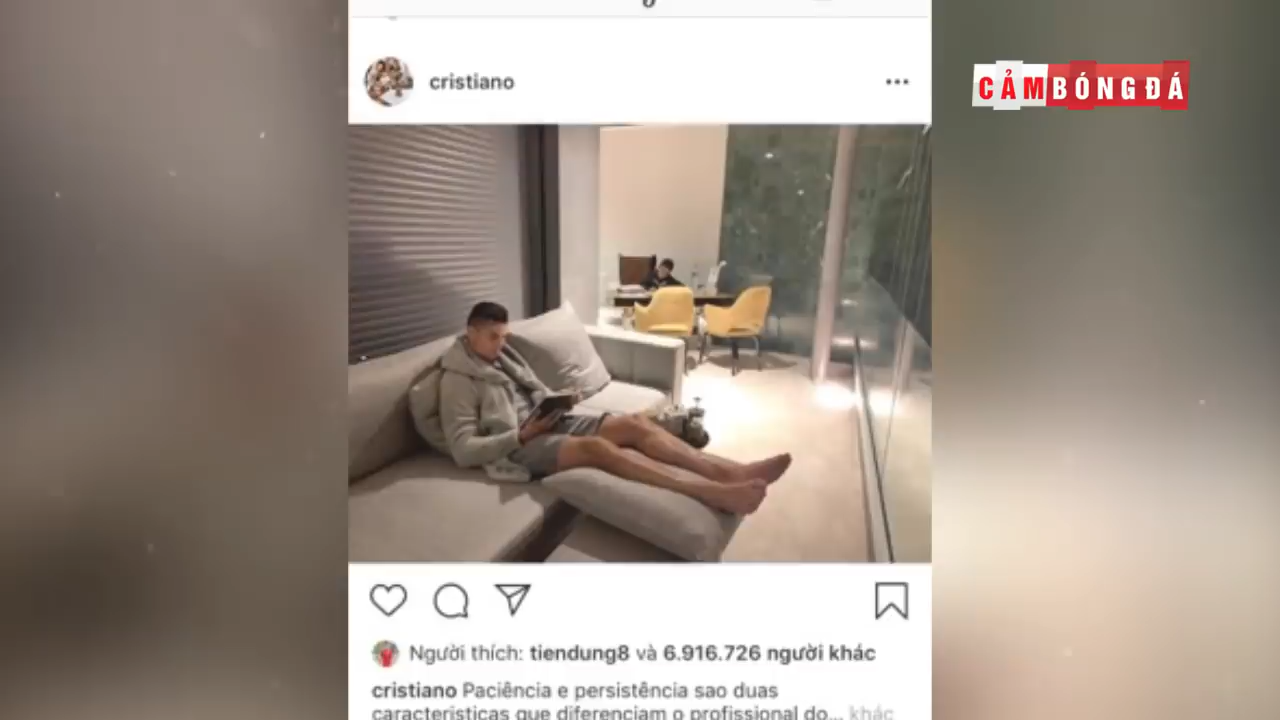 cristiano
CẢMBÓNGĐÁ
Người thích: tiendung8 và 6.916.726 người khác
cristiano Paciência e persistência sao duas
caracteristicas que diferenciam o profissional do... khác